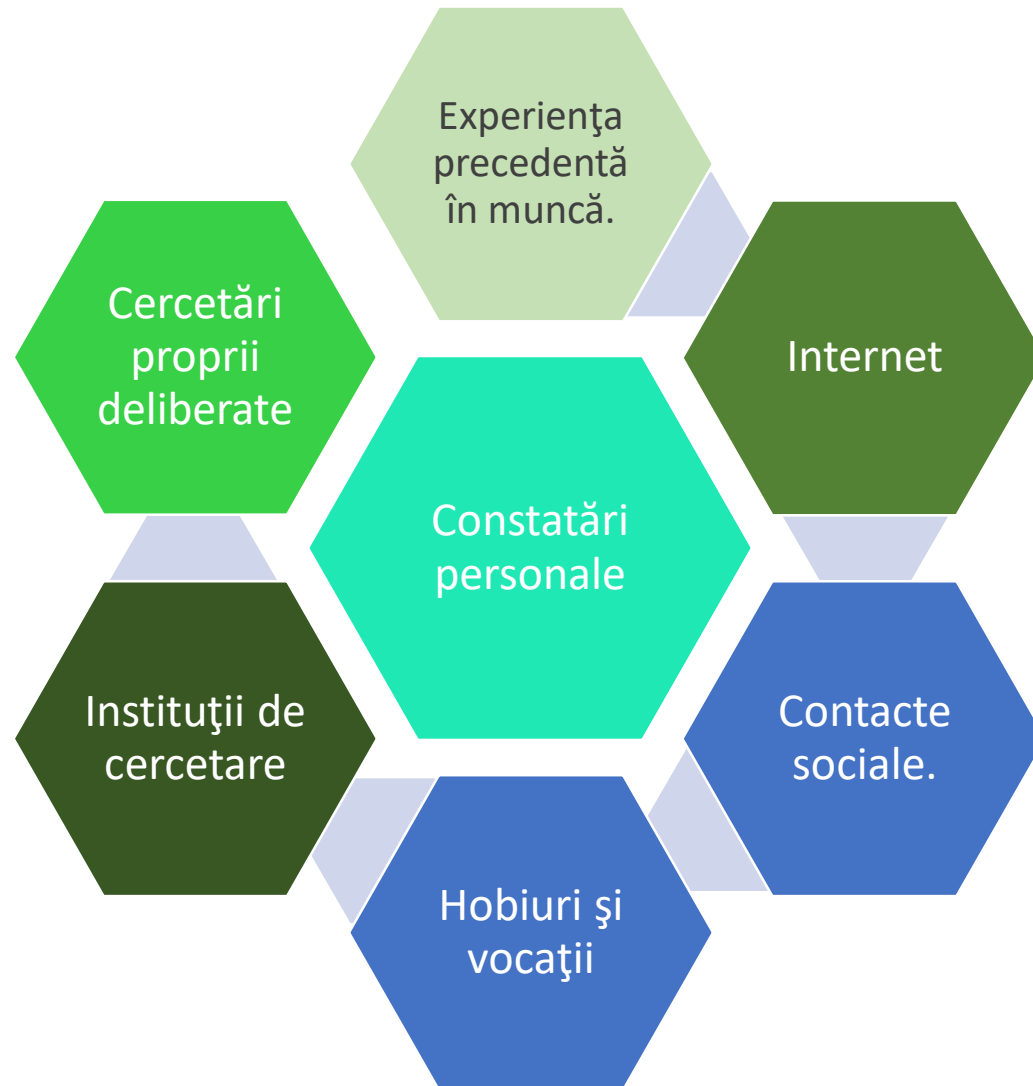 Experienţa
precedentă
în muncă.
Internet
Contacte
sociale.
Hobiuri şi
vocaţii
Instituţii de
cercetare
Cercetări
proprii
deliberate
Constatări
personale